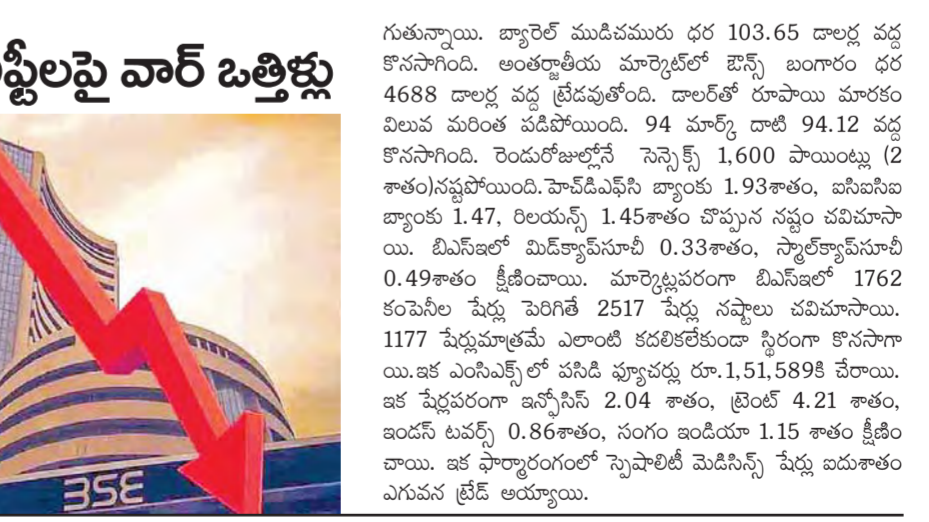 ప్టీలపై వార్ ఒత్తిళ్లు
BSE
గుతున్నాయి. బ్యారెల్ ముడిచమురు ధర 103.65 డాలర్ల వద్ద
కొనసాగింది. అంతర్జాతీయ మార్కెట్‌లో ఔన్స్ బంగారం ధర
4688 డాలర్ల వద్ద ట్రేడవుతోంది. డాలర్‌తో రూపాయి మారకం
విలువ మరింత పడిపోయింది. 94 మార్క్ దాటి 94.12 వద్ద
కొనసాగింది. రెండురోజుల్లోనే సెన్సెక్స్ 1,600 పాయింట్లు (2
శాతం)నష్టపోయింది.హెచ్‌డిఎఫ్‌సి బ్యాంకు 1.93శాతం, ఐసిఐసిఐ
బ్యాంకు 1.47, రిలయన్స్ 1.45శాతం చొప్పున నష్టం చవిచూసా
యి. బిఎస్ఇలో మిడ్‌క్యాప్‌సూచీ 0.33శాతం, స్మాల్‌క్యాప్‌సూచీ
0.49శాతం క్షీణించాయి. మార్కెట్లపరంగా బిఎస్ఇలో 1762
కంపెనీల షేర్లు పెరిగితే 2517 షేర్లు నష్టాలు చవిచూసాయి.
1177 షేర్లుమాత్రమే ఎలాంటి కదలికలేకుండా స్థిరంగా కొనసాగా
యి.ఇక ఎంసిఎక్స్‌లో పసిడి ఫ్యూచర్లు రూ.1,51,589కి చేరాయి.
ఇక షేర్లపరంగా ఇన్ఫోసిస్ 2.04 శాతం, ట్రెంట్ 4.21 శాతం,
ఇండస్ టవర్స్ 0.86శాతం, సంగం ఇండియా 1.15 శాతం క్షీణిం
చాయి. ఇక ఫార్మారంగంలో స్పెషాలిటీ మెడిసిన్స్ షేర్లు ఐదుశాతం
ఎగువన ట్రేడ్ అయ్యాయి.